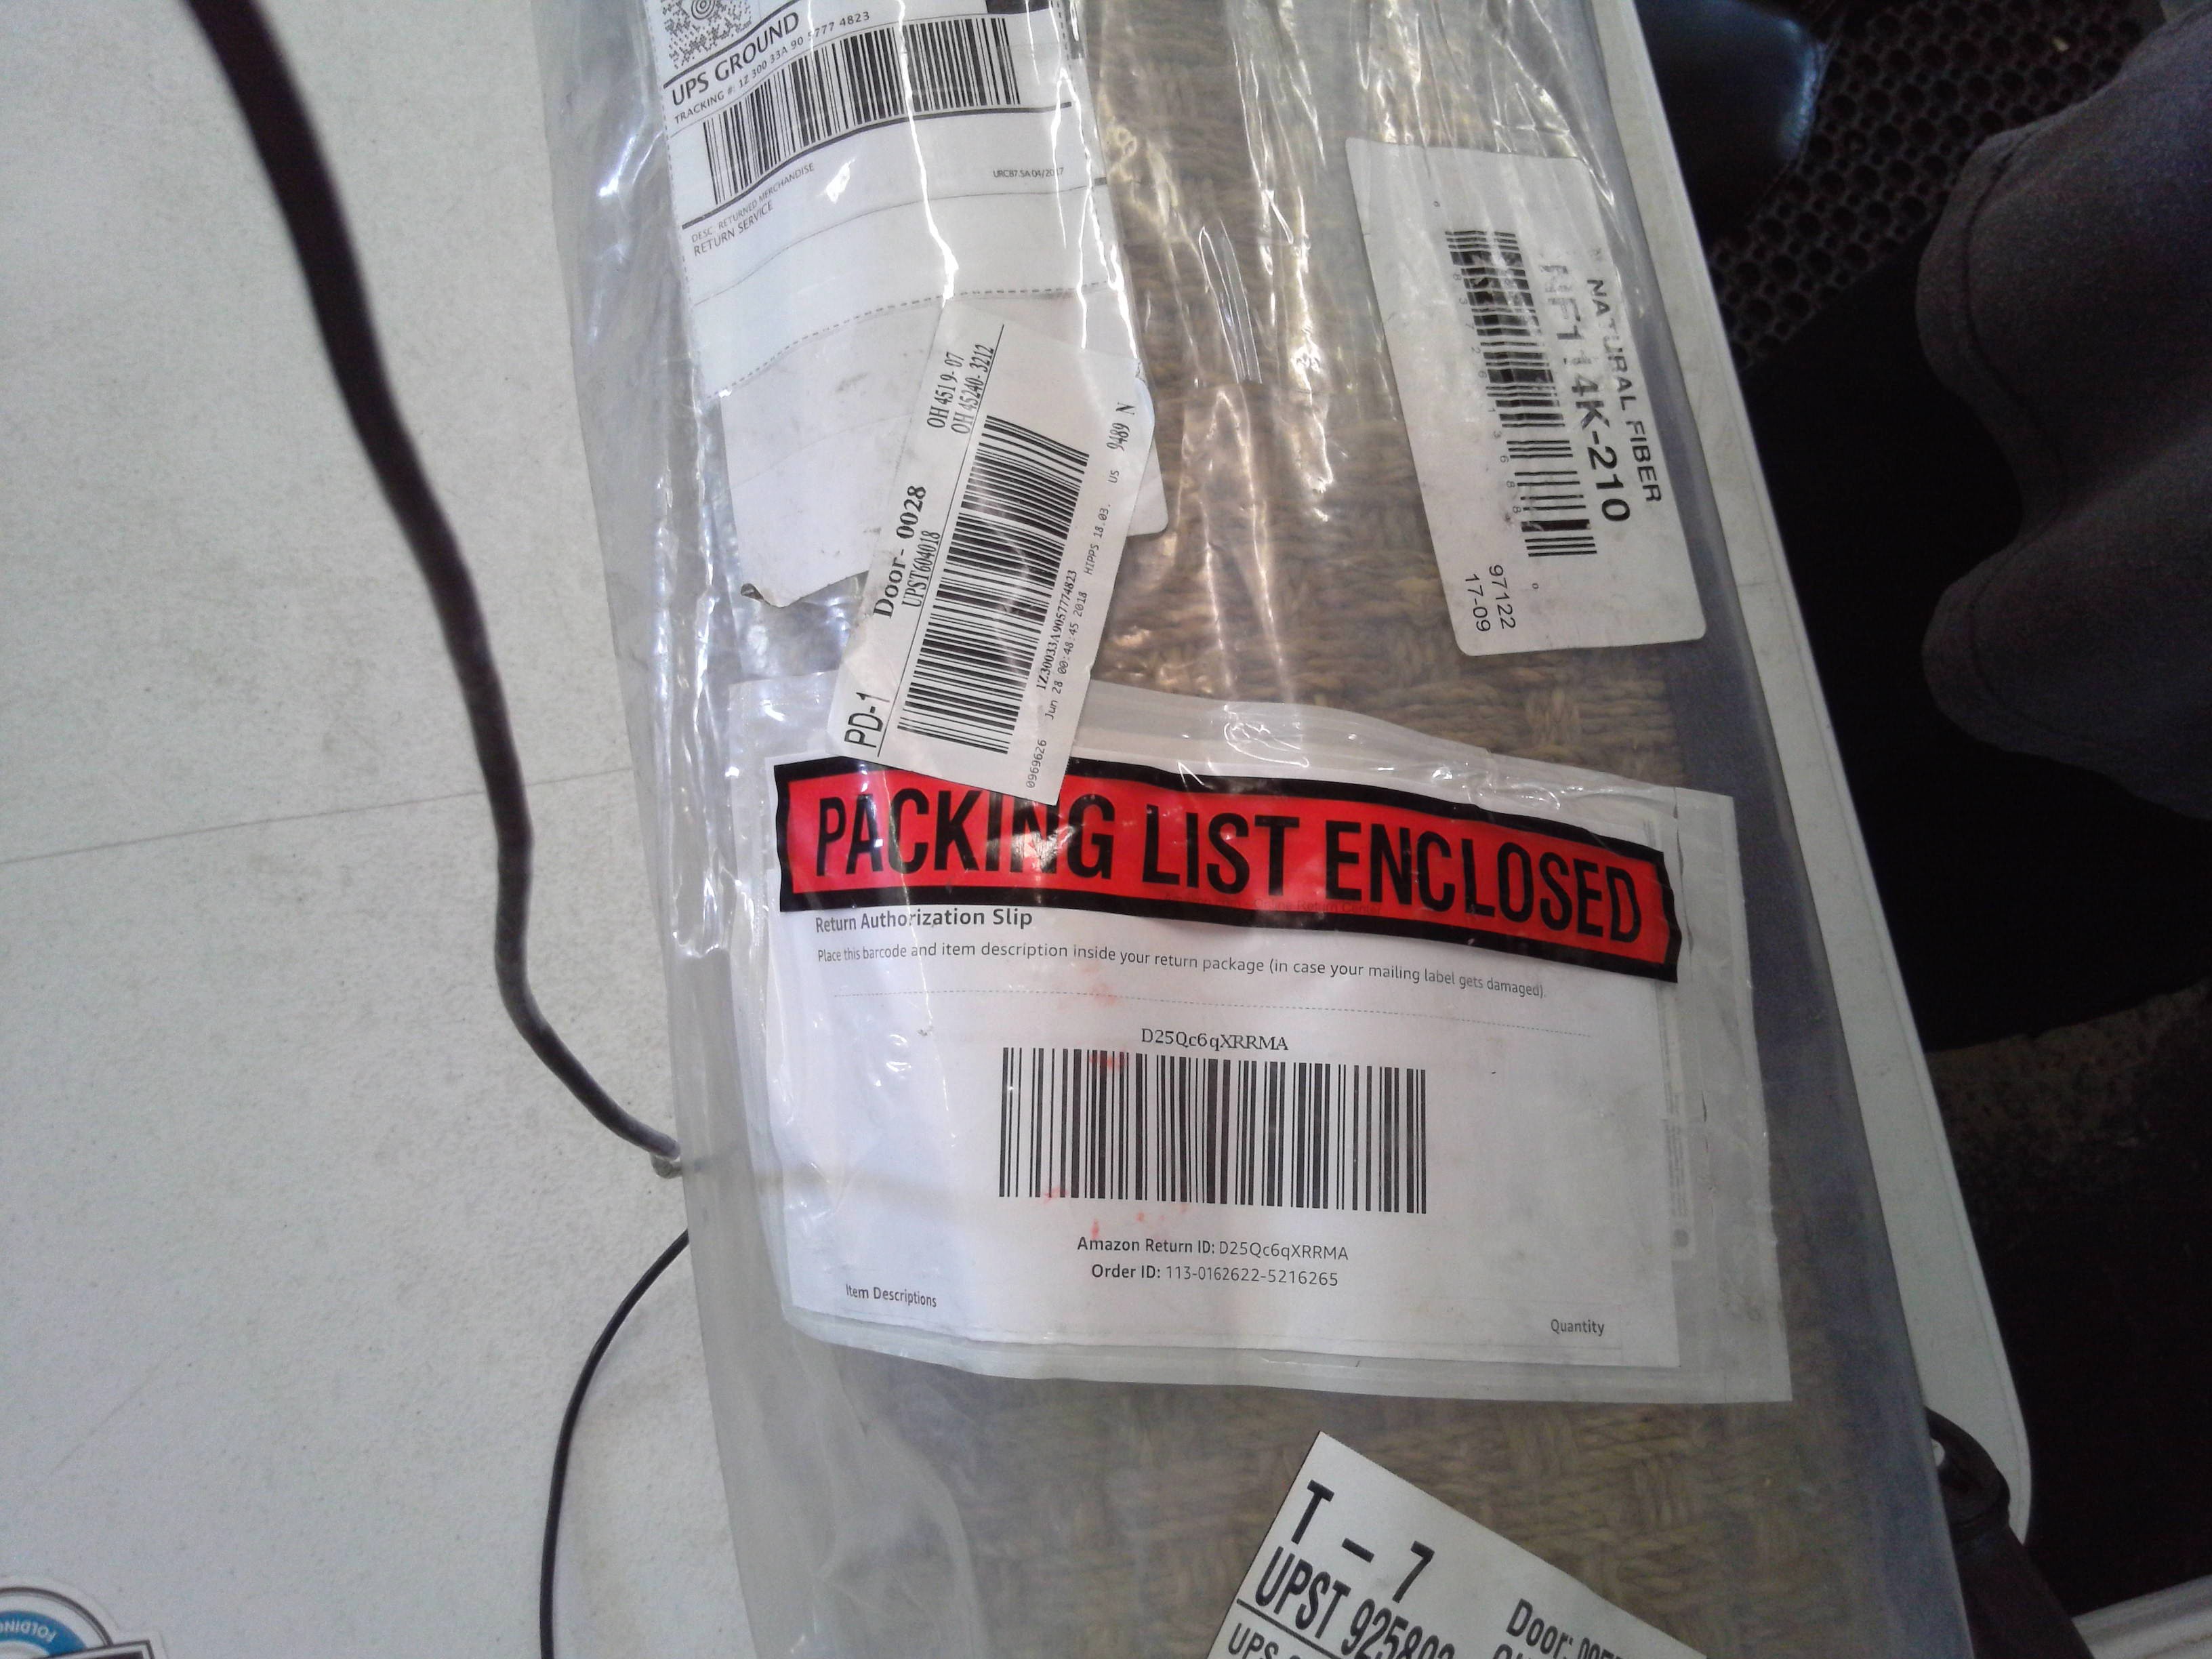 UPS GROUND
TRACKING #: 1Z 300 33A 90 5777 4823
URC87.5A 04/2017
DESC: RETURNED MERCHANDISE
RETURN SERVICE
PD-1
Door - 0028
UPST604018
OH 4519-07
OH 45240-3212
1Z30033A9057774823
0969626 Jun 28 00:48:45 2018 HIPPS 18.03. US 9489 N
NATURAL FIBER
NF114K-210
97122
17-09
PACKING LIST ENCLOSED
Return Authorization Slip
Place this barcode and item description inside your return package (in case your mailing label gets damaged).
D25Qc6qXRRMA
Amazon Return ID: D25Qc6qXRRMA
Order ID: 113-0162622-5216265
Item Descriptions
Quantity
T - 7
UPST
Door:
UPS
FOLDING